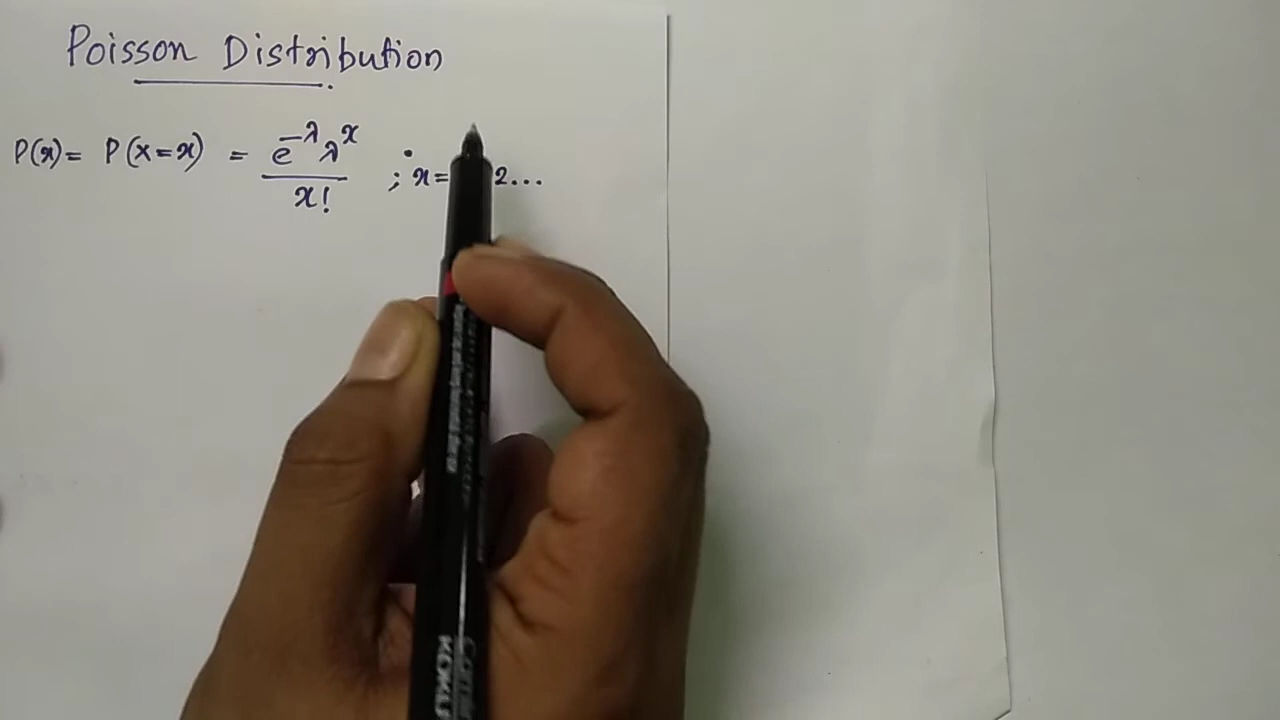 Poisson Distribution
P(x) = P(X=x) = e^-λ λ^x / x! ; x= 2...